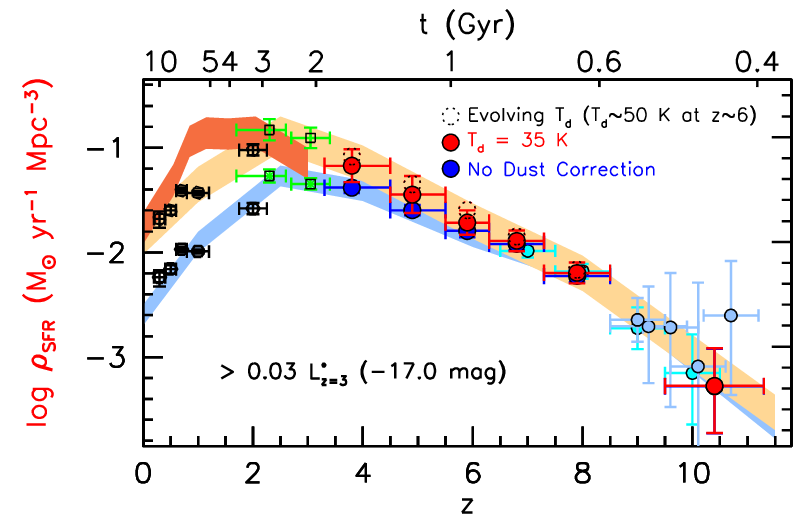 t (Gyr)
10 5 4 3 2 1 0.6 0.4
Evolving T_d (T_d~50 K at z~6)
T_d = 35 K
No Dust Correction
log ρ_SFR (M_⊙ yr⁻¹ Mpc⁻³)
−1
−2
−3
> 0.03 L*_z=3 (−17.0 mag)
0 2 4 6 8 10
z